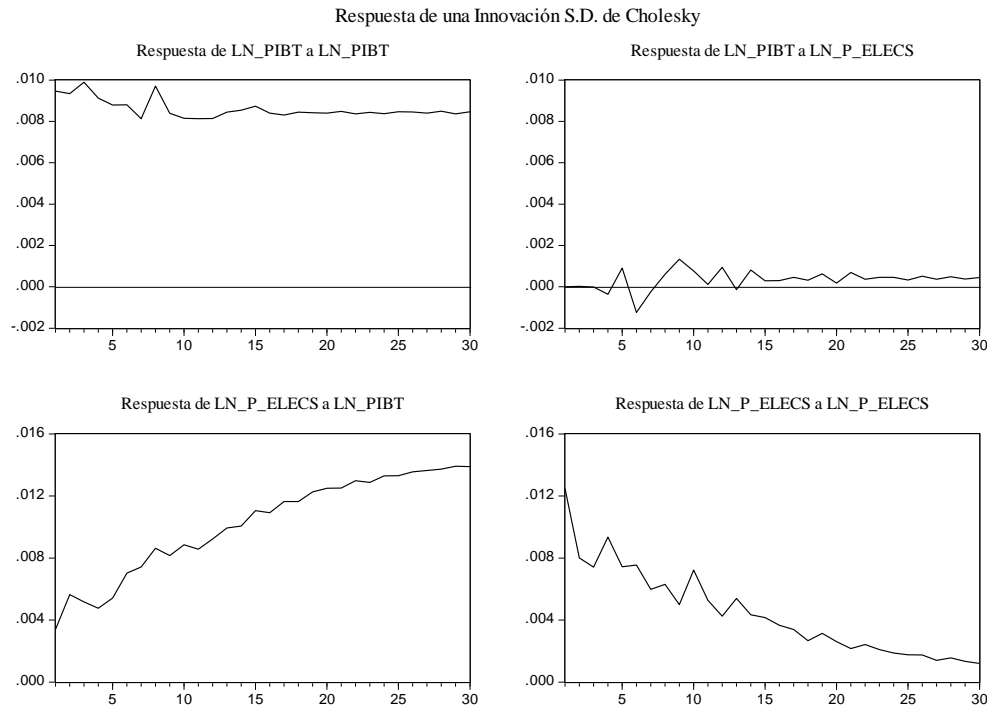 Respuesta de una Innovación S.D. de Cholesky
Respuesta de LN_PIBT a LN_PIBT
.010
.008
.006
.004
.002
.000
-.002
5 10 15 20 25 30
Respuesta de LN_PIBT a LN_P_ELECS
.010
.008
.006
.004
.002
.000
-.002
5 10 15 20 25 30
Respuesta de LN_P_ELECS a LN_PIBT
.016
.012
.008
.004
.000
5 10 15 20 25 30
Respuesta de LN_P_ELECS a LN_P_ELECS
.016
.012
.008
.004
.000
5 10 15 20 25 30